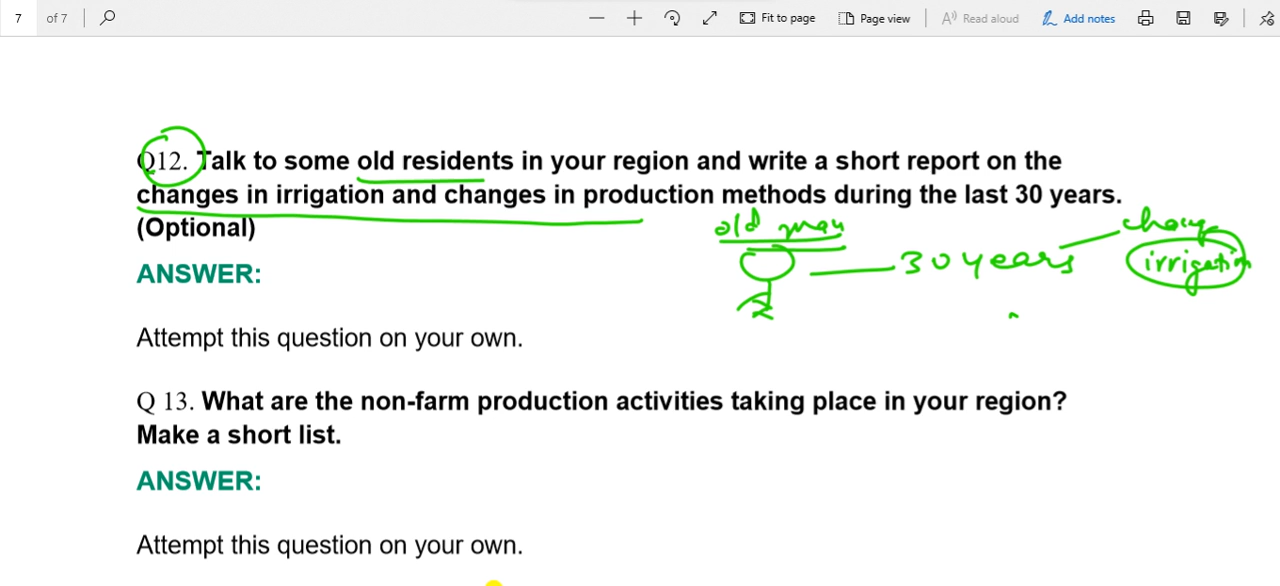 7 of 7 Fit to page Page view Read aloud Add notes
Q12. Talk to some old residents in your region and write a short report on the
changes in irrigation and changes in production methods during the last 30 years.
(Optional)
old man
30 years
irrigation
ANSWER:
Attempt this question on your own.
Q 13. What are the non-farm production activities taking place in your region?
Make a short list.
ANSWER:
Attempt this question on your own.